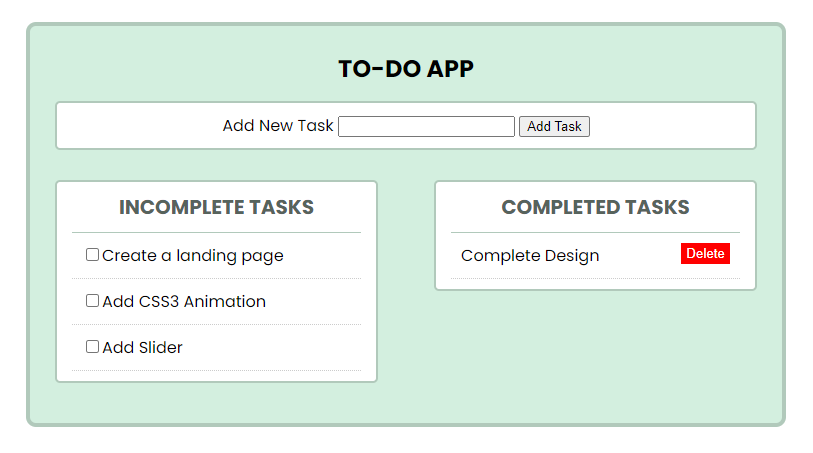 TO-DO APP
Add New Task Add Task
INCOMPLETE TASKS
Create a landing page
Add CSS3 Animation
Add Slider
COMPLETED TASKS
Complete Design Delete